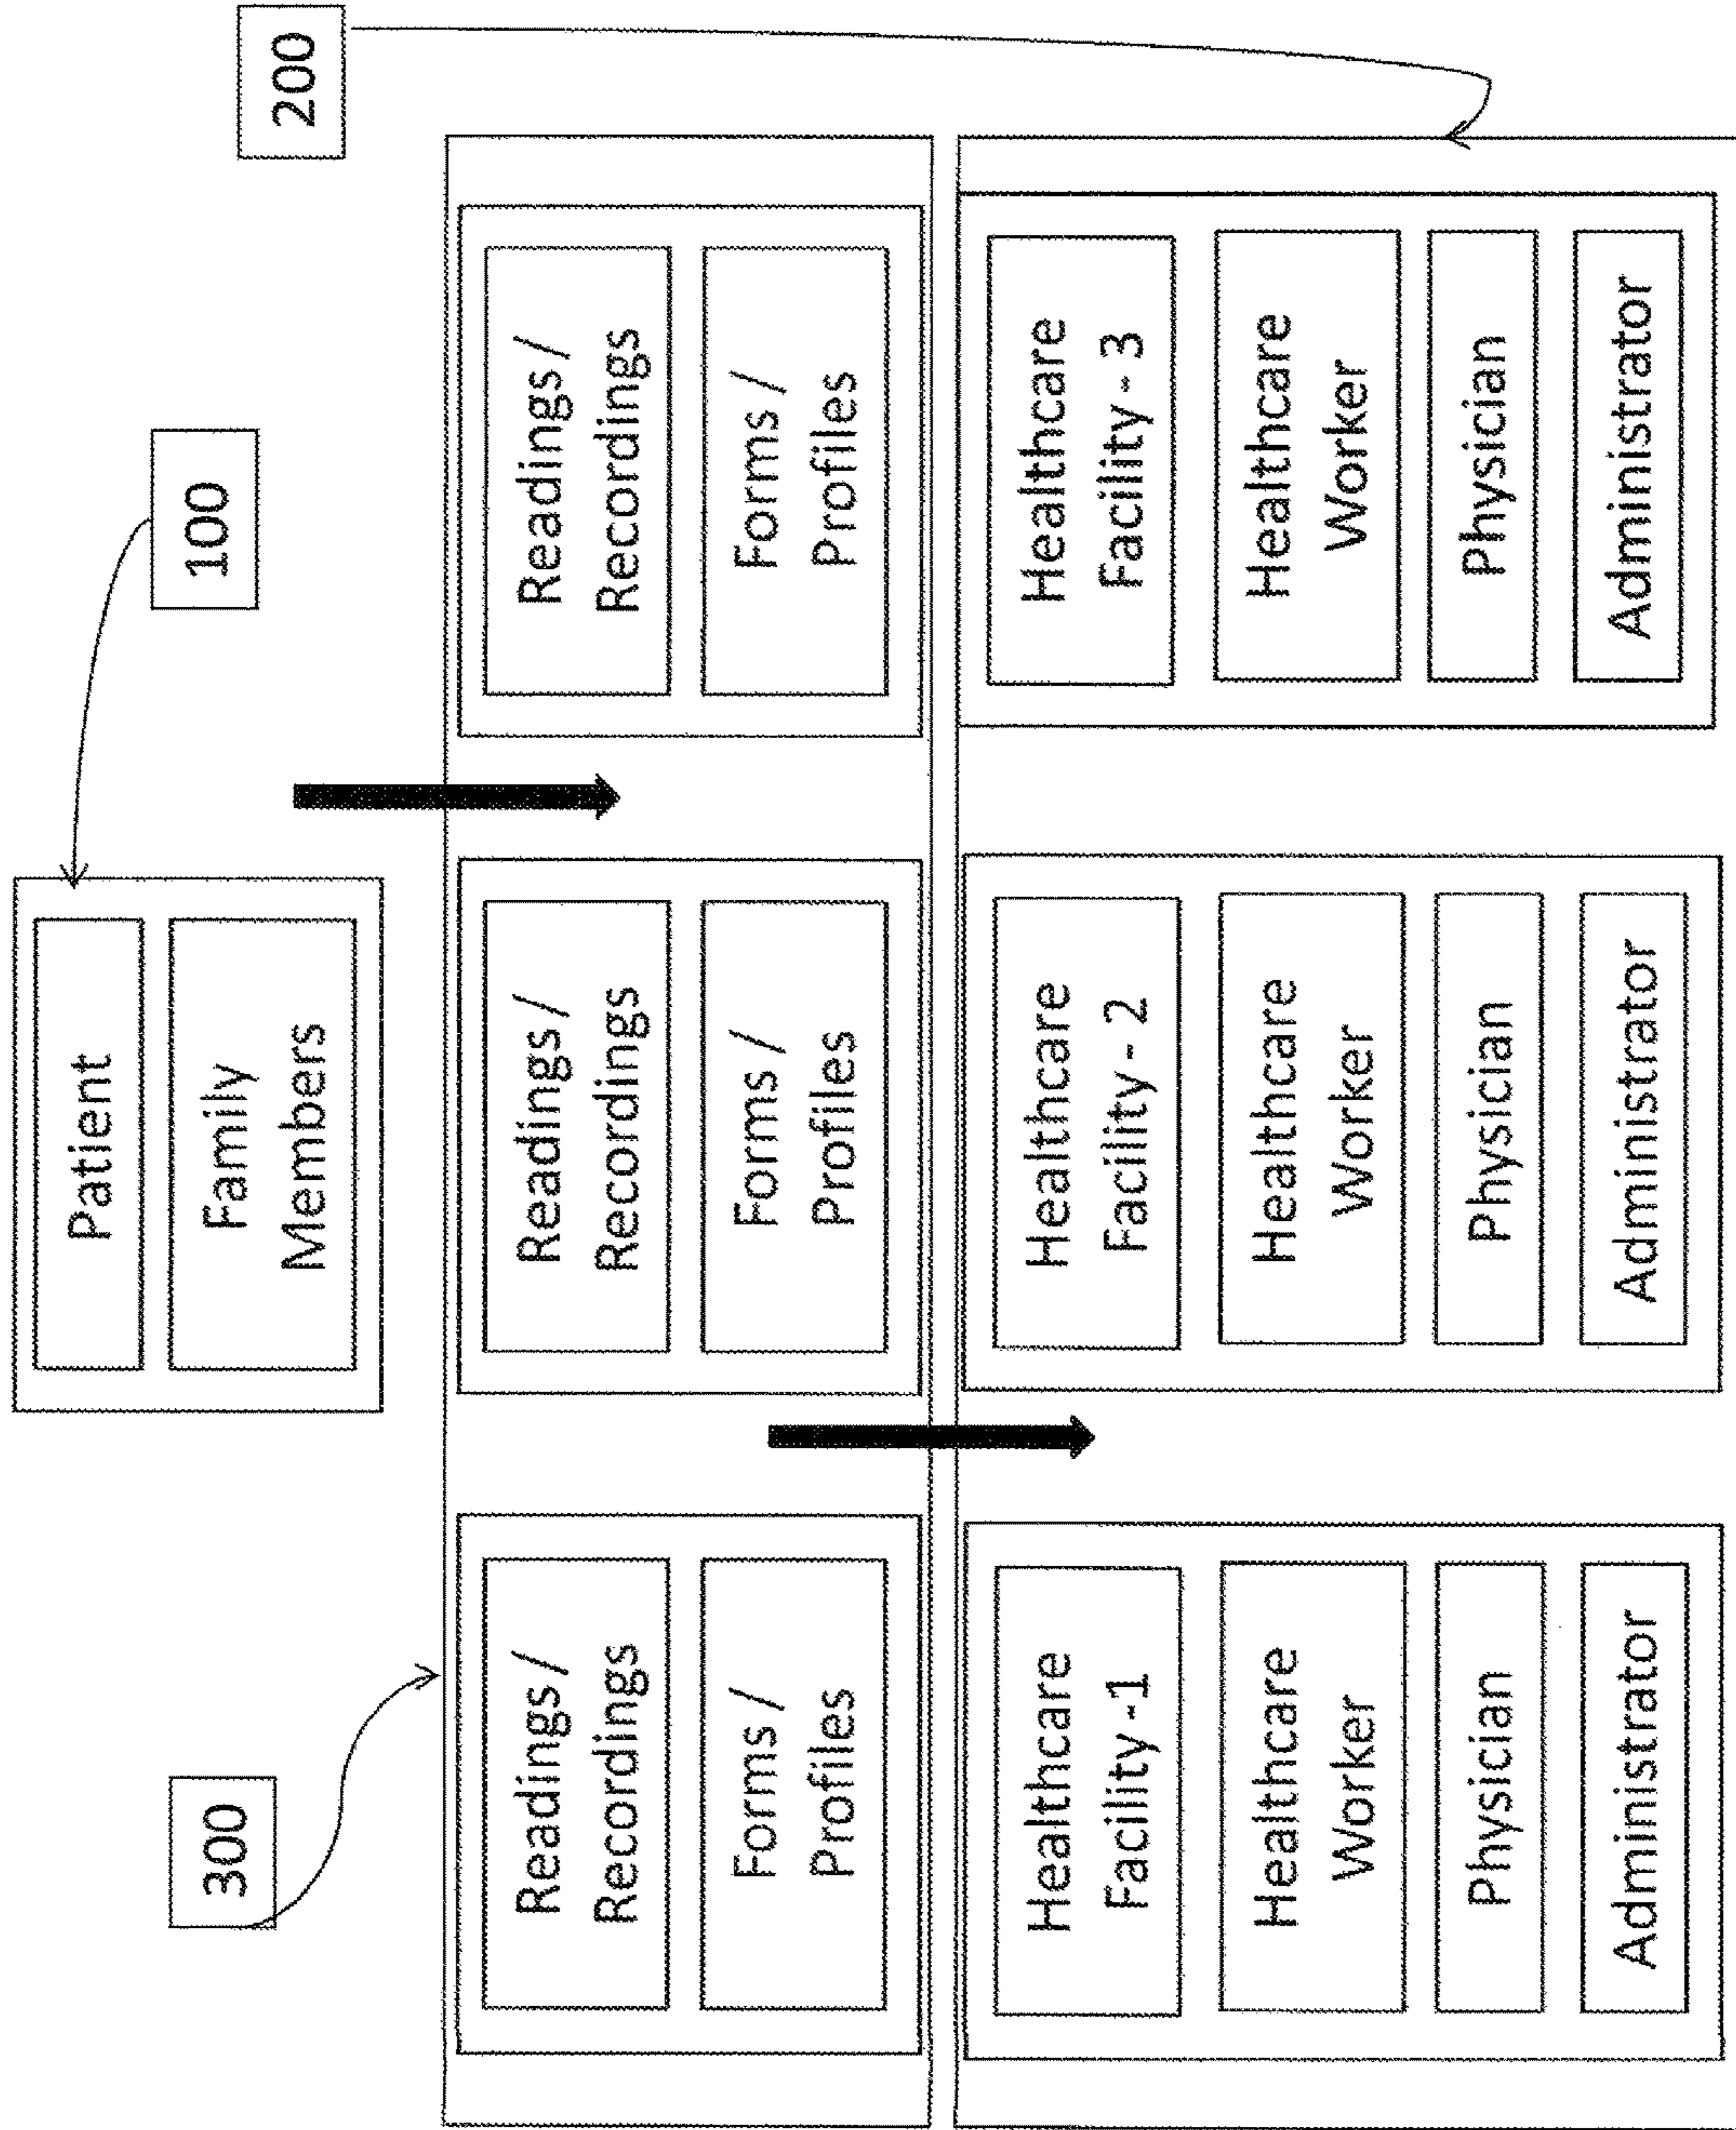 Patient
Family
Members
300
100
200
Readings /
Recordings
Forms /
Profiles
Readings /
Recordings
Forms /
Profiles
Readings /
Recordings
Forms /
Profiles
Healthcare
Facility -1
Healthcare
Worker
Physician
Administrator
Healthcare
Facility - 2
Healthcare
Worker
Physician
Administrator
Healthcare
Facility - 3
Healthcare
Worker
Physician
Administrator